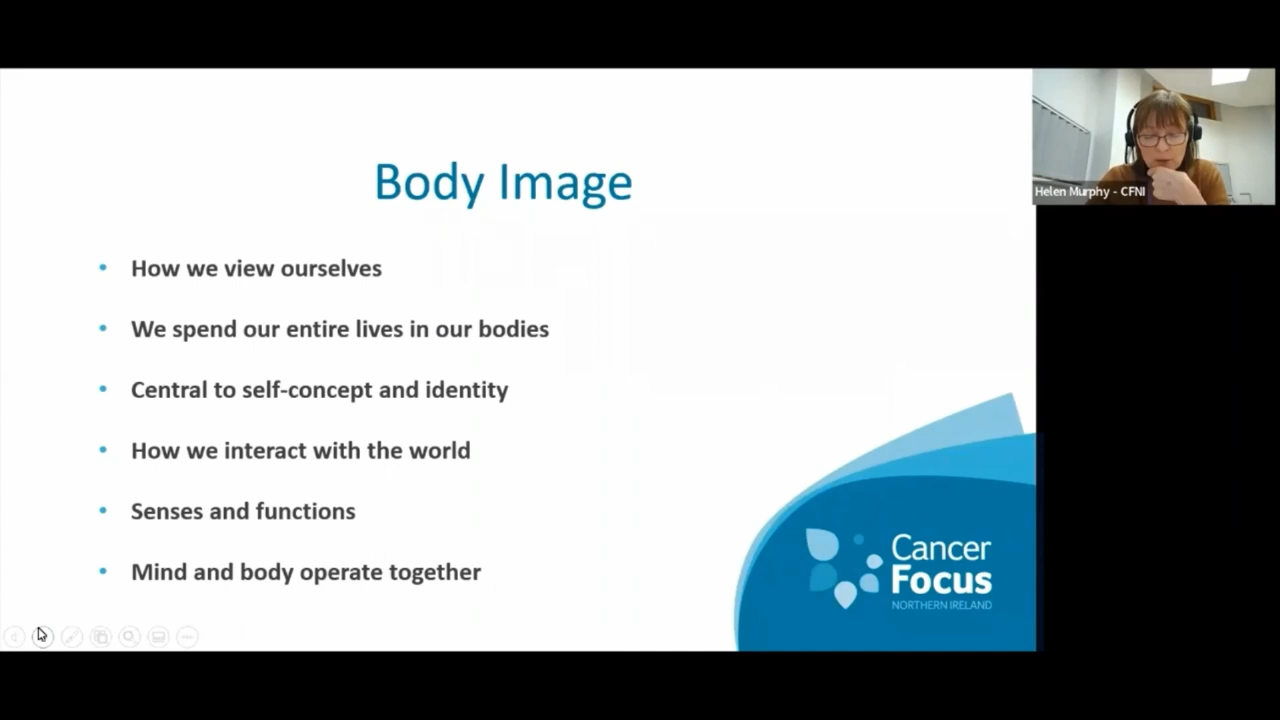 Body Image
• How we view ourselves
• We spend our entire lives in our bodies
• Central to self-concept and identity
• How we interact with the world
• Senses and functions
• Mind and body operate together
Cancer
Focus
NORTHERN IRELAND
Helen Murphy - CFNI